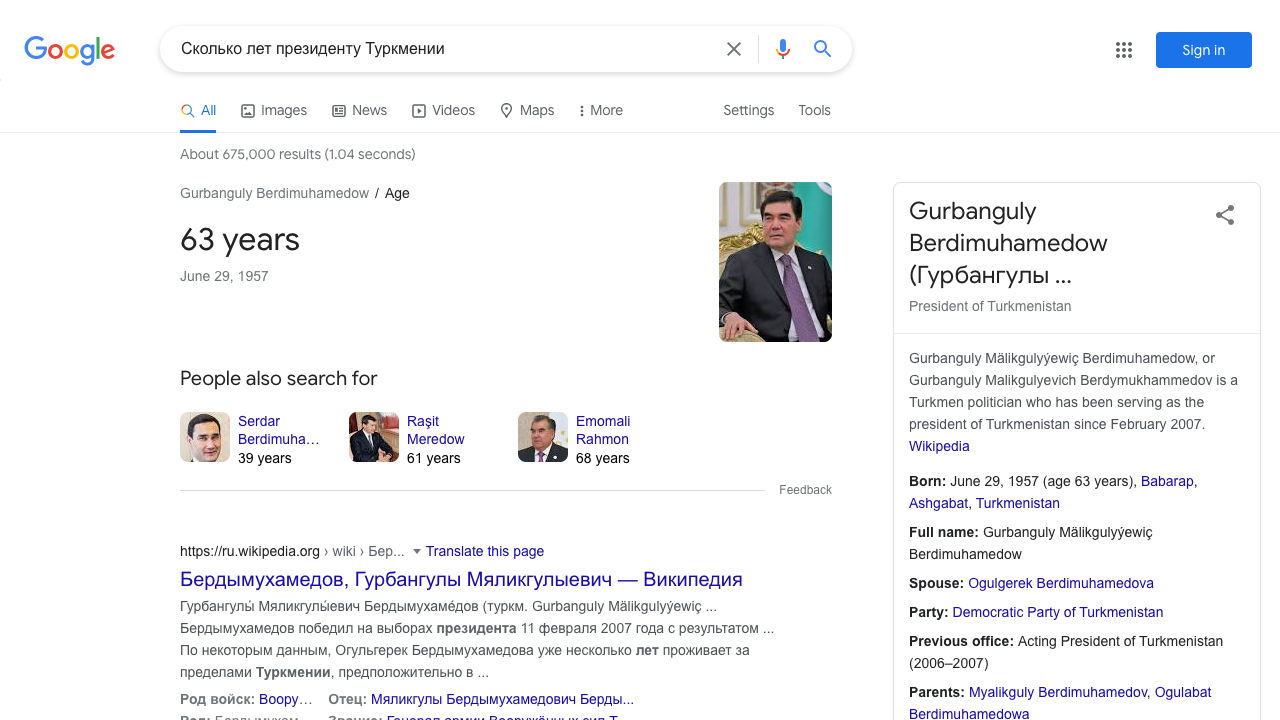 Google
Сколько лет президенту Туркмении
Sign in
All
Images
News
Videos
Maps
More
Settings
Tools
About 675,000 results (1.04 seconds)
Gurbanguly Berdimuhamedow / Age
63 years
June 29, 1957
People also search for
Serdar
Berdimuha…
39 years
Raşit
Meredow
61 years
Emomali
Rahmon
68 years
Feedback
https://ru.wikipedia.org › wiki › Бер...
Translate this page
Бердымухамедов, Гурбангулы Мяликгулыевич — Википедия
Гурбангулы́ Мяликгулы́евич Бердымухаме́дов (туркм. Gurbanguly Mälikgulyýewiç ...
Бердымухамедов победил на выборах президента 11 февраля 2007 года с результатом ...
По некоторым данным, Огульгерек Бердымухамедова уже несколько лет проживает за
пределами Туркмении, предположительно в ...
Род войск: Воору…
Отец: Мяликгулы Бердымухамедович Берды...
Gurbanguly
Berdimuhamedow
(Гурбангулы ...
President of Turkmenistan
Gurbanguly Mälikgulyýewiç Berdimuhamedow, or
Gurbanguly Malikgulyevich Berdymukhammedov is a
Turkmen politician who has been serving as the
president of Turkmenistan since February 2007.
Wikipedia
Born: June 29, 1957 (age 63 years), Babarap,
Ashgabat, Turkmenistan
Full name: Gurbanguly Mälikgulyýewiç
Berdimuhamedow
Spouse: Ogulgerek Berdimuhamedova
Party: Democratic Party of Turkmenistan
Previous office: Acting President of Turkmenistan
(2006–2007)
Parents: Myalikguly Berdimuhamedov, Ogulabat
Berdimuhamedowa